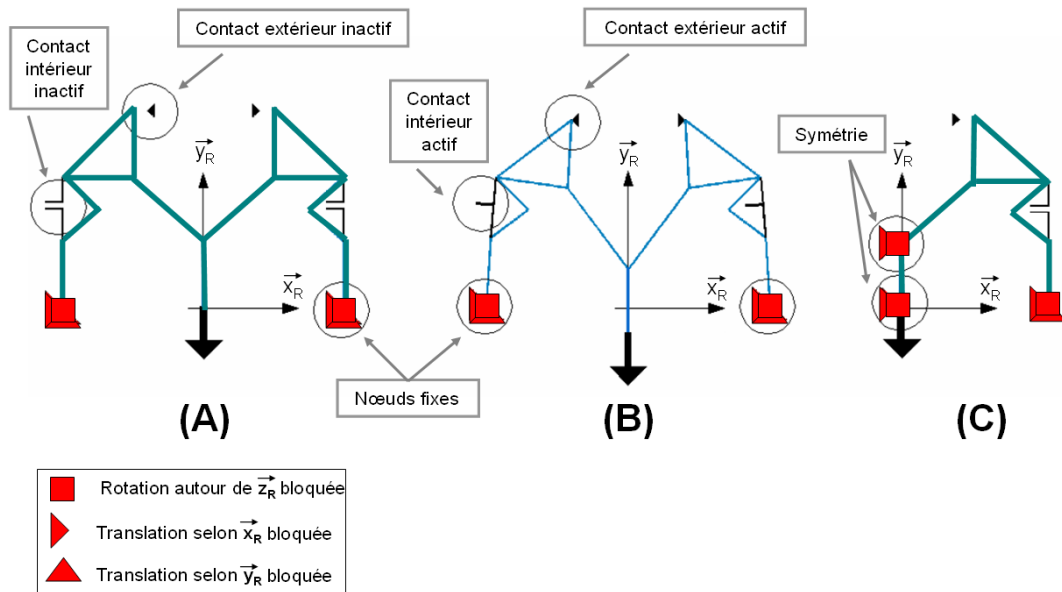 Contact extérieur inactif
Contact
intérieur
inactif
Contact extérieur actif
Contact
intérieur
actif
Symétrie
y_R
y_R
y_R
x_R
x_R
x_R
Nœuds fixes
(A)
(B)
(C)
Rotation autour de z_R bloquée
Translation selon x_R bloquée
Translation selon y_R bloquée